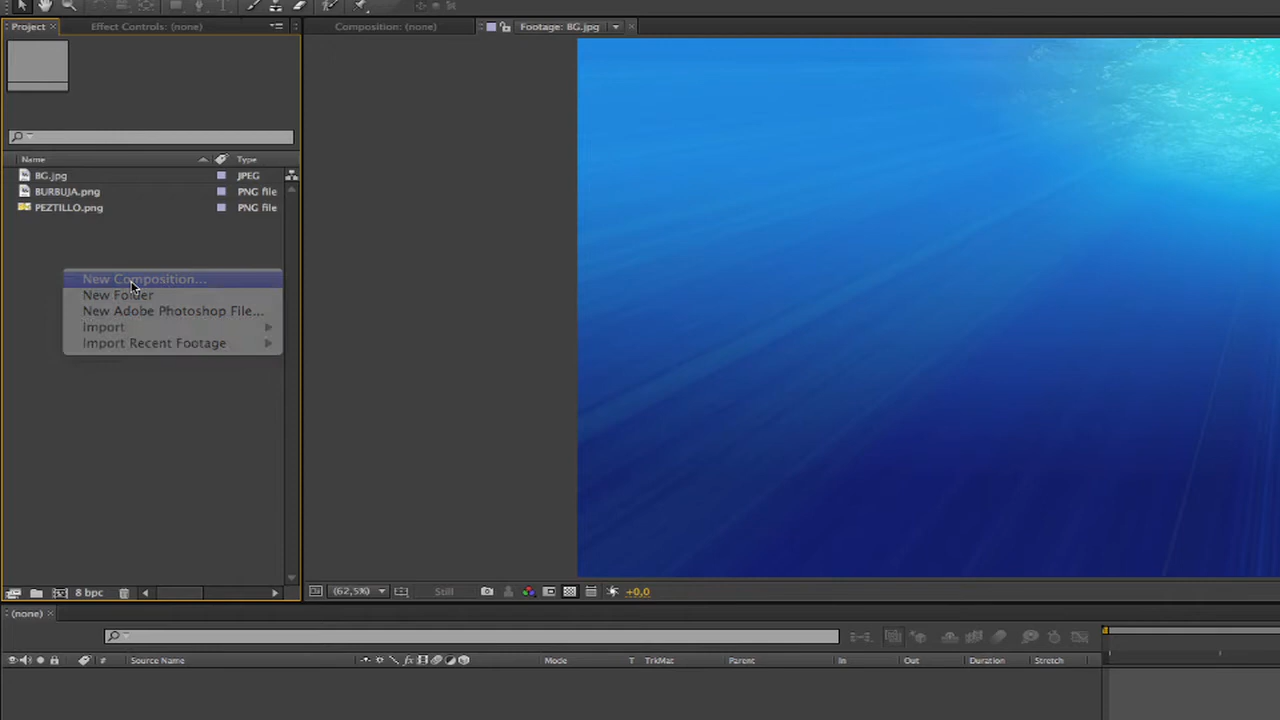 Project
Effect Controls: (none)
Composition: (none)
Footage: BG.jpg
Name
Type
BG.jpg
JPEG
BURBUJA.png
PNG file
PEZTILLO.png
PNG file
New Composition...
New Folder
New Adobe Photoshop File...
Import
Import Recent Footage
8 bpc
(62,5%)
Still
+0,0
(none)
#
Source Name
Mode
T
TrkMat
Parent
In
Out
Duration
Stretch